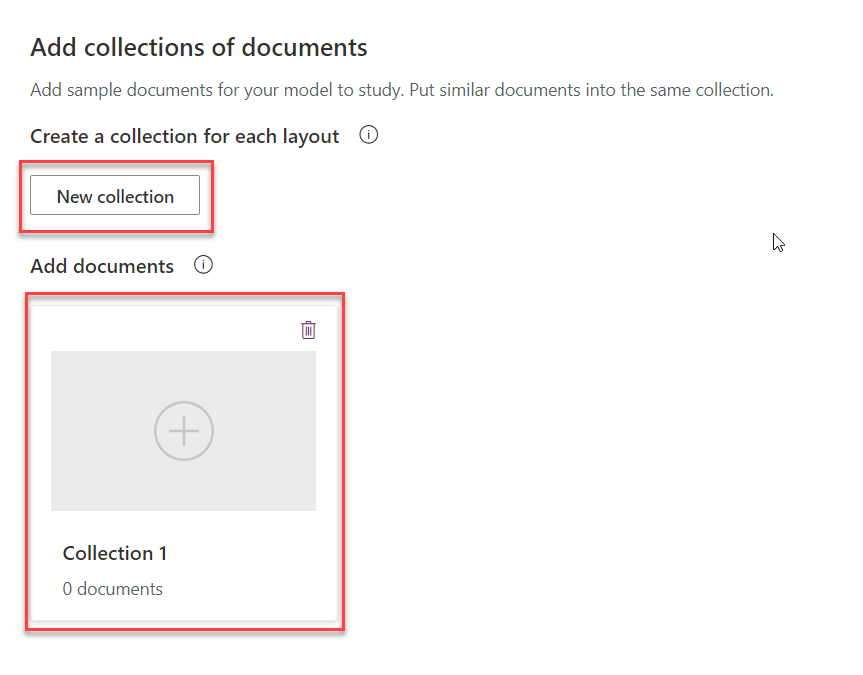 Add collections of documents
Add sample documents for your model to study. Put similar documents into the same collection.
Create a collection for each layout
New collection
Add documents
Collection 1
0 documents